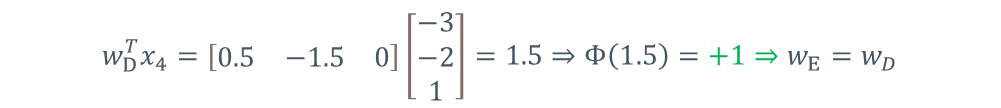 w_D^T x_4 = [0.5 −1.5 0] [−3 −2 1] = 1.5 ⇒ Φ(1.5) = +1 ⇒ w_E = w_D